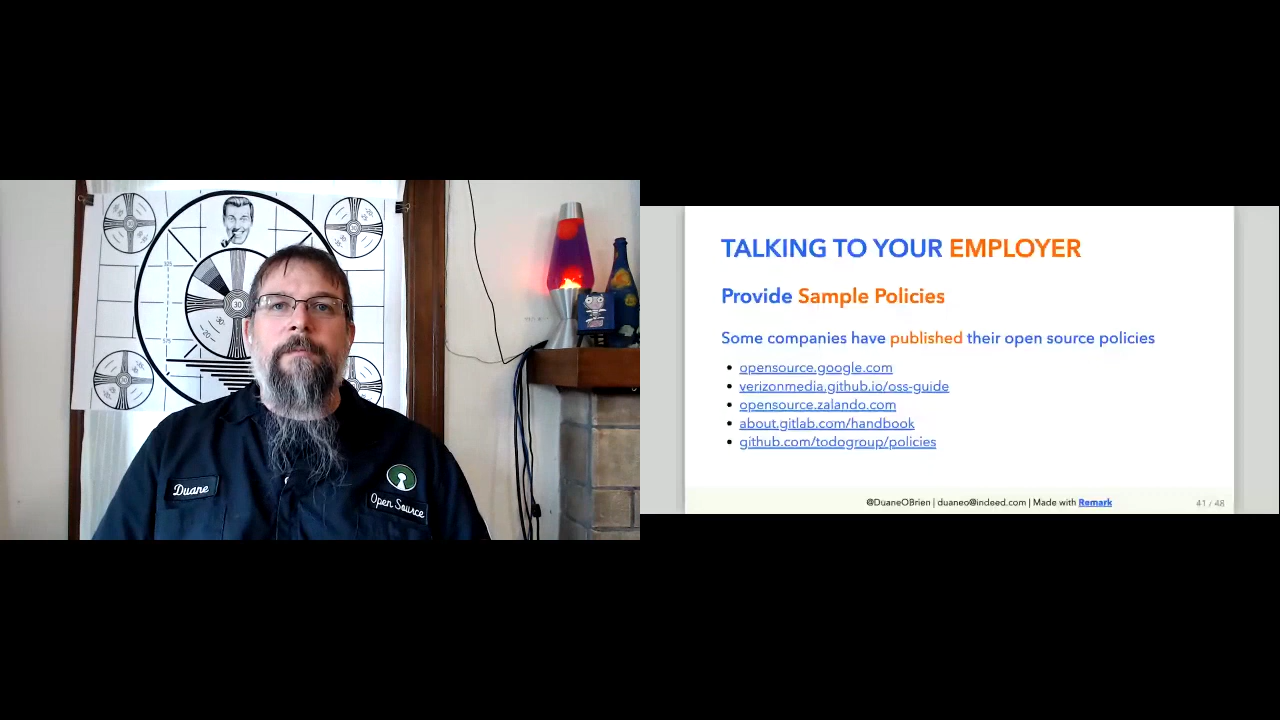 30
Duane
Open Source
TALKING TO YOUR EMPLOYER
Provide Sample Policies
Some companies have published their open source policies
opensource.google.com
verizonmedia.github.io/oss-guide
opensource.zalando.com
about.gitlab.com/handbook
github.com/todogroup/policies
@DuaneOBrien | duaneo@indeed.com | Made with Remark
41 / 48